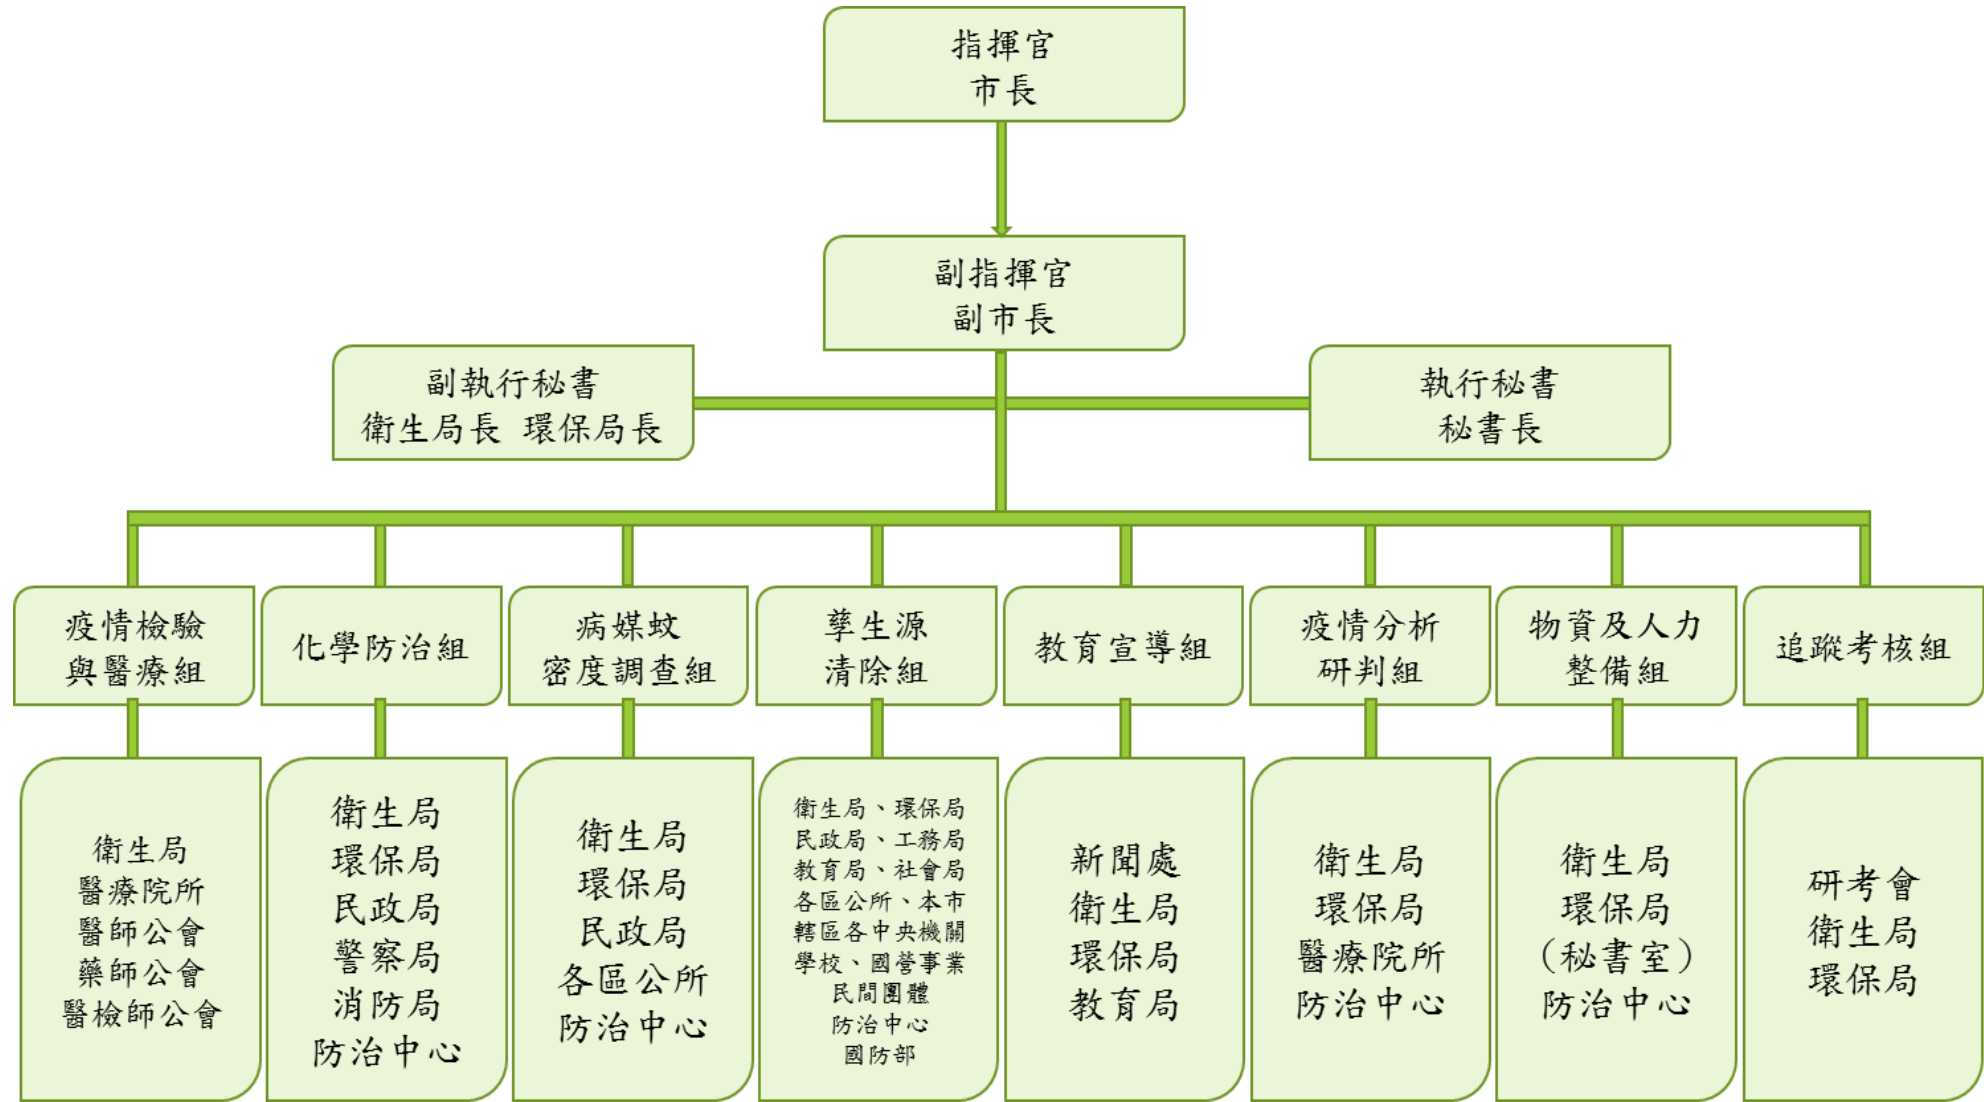 指揮官
市長
副指揮官
副市長
副執行秘書
衛生局長 環保局長
執行秘書
秘書長
疫情檢驗
與醫療組
化學防治組
病媒蚊
密度調查組
孳生源
清除組
教育宣導組
疫情分析
研判組
物資及人力
整備組
追蹤考核組
衛生局
醫療院所
醫師公會
藥師公會
醫檢師公會
衛生局
環保局
民政局
警察局
消防局
防治中心
衛生局
環保局
民政局
各區公所
防治中心
衛生局、環保局
民政局、工務局
教育局、社會局
各區公所、本市
轄區各中央機關
學校、國營事業
民間團體
防治中心
國防部
新聞處
衛生局
環保局
教育局
衛生局
環保局
醫療院所
防治中心
衛生局
環保局
(秘書室)
防治中心
研考會
衛生局
環保局